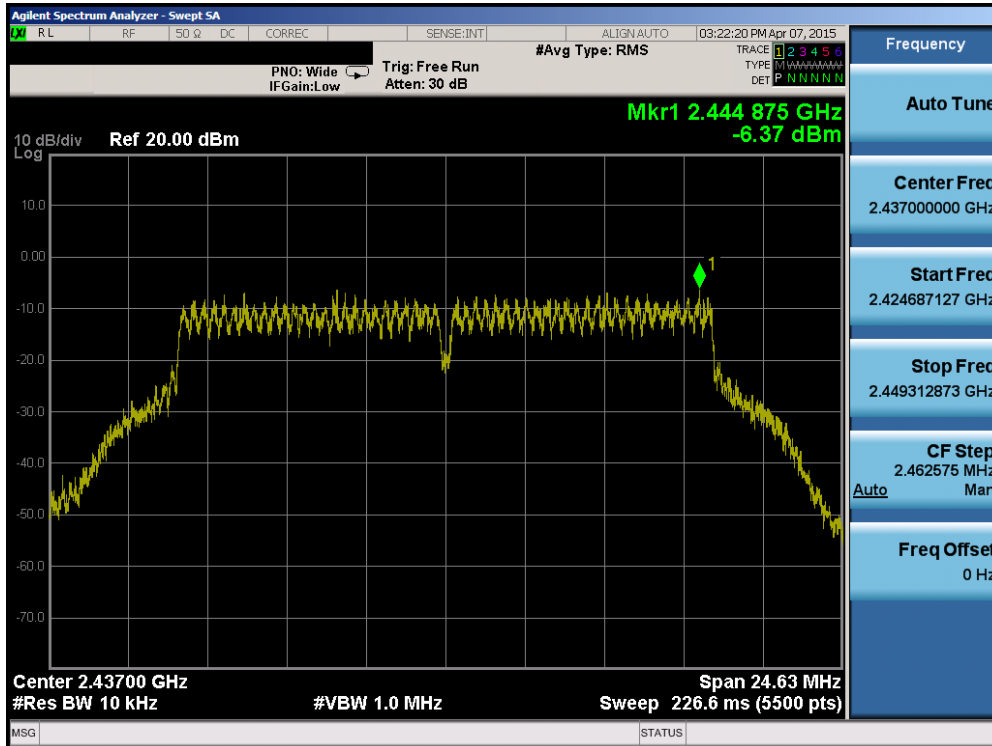 Agilent Spectrum Analyzer - Swept SA
LXI RL RF 50 Ω DC CORREC SENSE:INT ALIGN AUTO 03:22:20 PM Apr 07, 2015
#Avg Type: RMS TRACE 1 2 3 4 5 6
PNO: Wide Trig: Free Run TYPE M
IFGain:Low Atten: 30 dB DET P N N N N N
Mkr1 2.444 875 GHz
-6.37 dBm
10 dB/div Ref 20.00 dBm
Log
10.0
0.00
1
-10.0
-20.0
-30.0
-40.0
-50.0
-60.0
-70.0
Center 2.43700 GHz Span 24.63 MHz
#Res BW 10 kHz #VBW 1.0 MHz Sweep 226.6 ms (5500 pts)
MSG STATUS
Frequency
Auto Tune
Center Freq
2.437000000 GHz
Start Freq
2.424687127 GHz
Stop Freq
2.449312873 GHz
CF Step
2.462575 MHz
Auto Man
Freq Offset
0 Hz